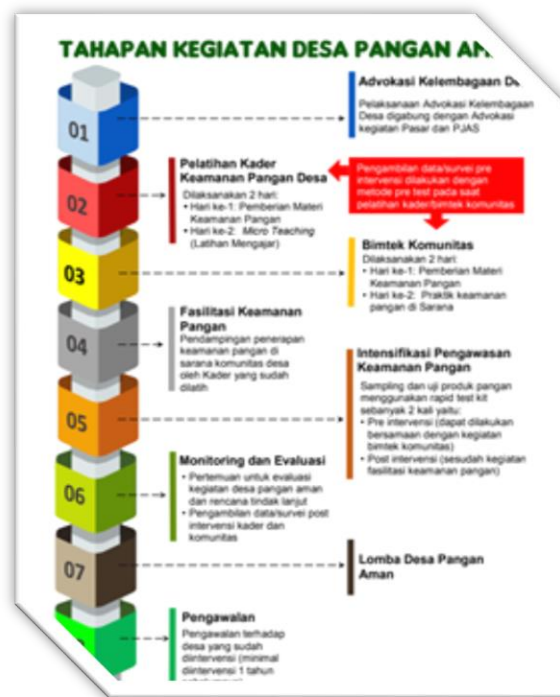 TAHAPAN KEGIATAN DESA PANGAN
01
Advokasi Kelembagaan
Pelaksanaan Advokasi Kelembagaan
Desa digabung dengan Advokasi
kegiatan Pasar dan PJAS
02
Pelatihan Kader
Keamanan Pangan Desa
Dilaksanakan 2 hari:
• Hari ke-1: Pemberian Materi
Keamanan Pangan
• Hari ke-2: Micro Teaching
(Latihan Mengajar)
Pengambilan data/survei pre
intervensi dilakukan dengan
metode pre test pada saat
pelatihan kader/bimtek komunitas
03
Bimtek Komunitas
Dilaksanakan 2 hari:
• Hari ke-1: Pemberian Materi
Keamanan Pangan
• Hari ke-2: Praktik keamanan
pangan di Sarana
04
Fasilitasi Keamanan
Pangan
Pendampingan penerapan
keamanan pangan di
sarana komunitas desa
oleh Kader yang sudah
dilatih
05
Intensifikasi Pengawasan
Keamanan Pangan
Sampling dan uji produk pangan
menggunakan rapid test kit
sebanyak 2 kali yaitu:
• Pre intervensi (dapat dilakukan
bersamaan dengan kegiatan
bimtek komunitas)
• Post intervensi (sesudah kegiatan
fasilitasi keamanan pangan)
06
Monitoring dan Evaluasi
• Pertemuan untuk evaluasi
kegiatan desa pangan aman
dan rencana tindak lanjut
• Pengambilan data/survei post
intervensi kader dan
komunitas
07
Lomba Desa Pangan
Aman
Pengawalan
Pengawalan terhadap
desa yang sudah
diintervensi (minimal
diintervensi 1 tahun